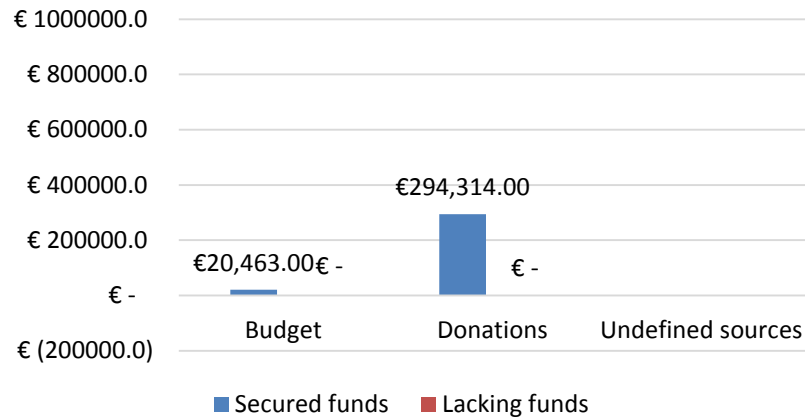 € 1000000.0
€ 800000.0
€ 600000.0
€ 400000.0
€ 200000.0
€ -
€ (200000.0)
€20,463.00
€ -
€294,314.00
€ -
Budget
Donations
Undefined sources
Secured funds
Lacking funds